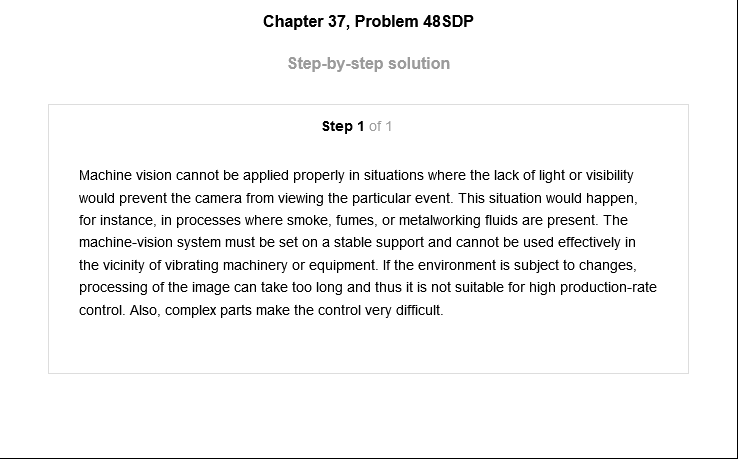 Chapter 37, Problem 48SDP
Step-by-step solution
Step 1 of 1
Machine vision cannot be applied properly in situations where the lack of light or visibility
would prevent the camera from viewing the particular event. This situation would happen,
for instance, in processes where smoke, fumes, or metalworking fluids are present. The
machine-vision system must be set on a stable support and cannot be used effectively in
the vicinity of vibrating machinery or equipment. If the environment is subject to changes,
processing of the image can take too long and thus it is not suitable for high production-rate
control. Also, complex parts make the control very difficult.